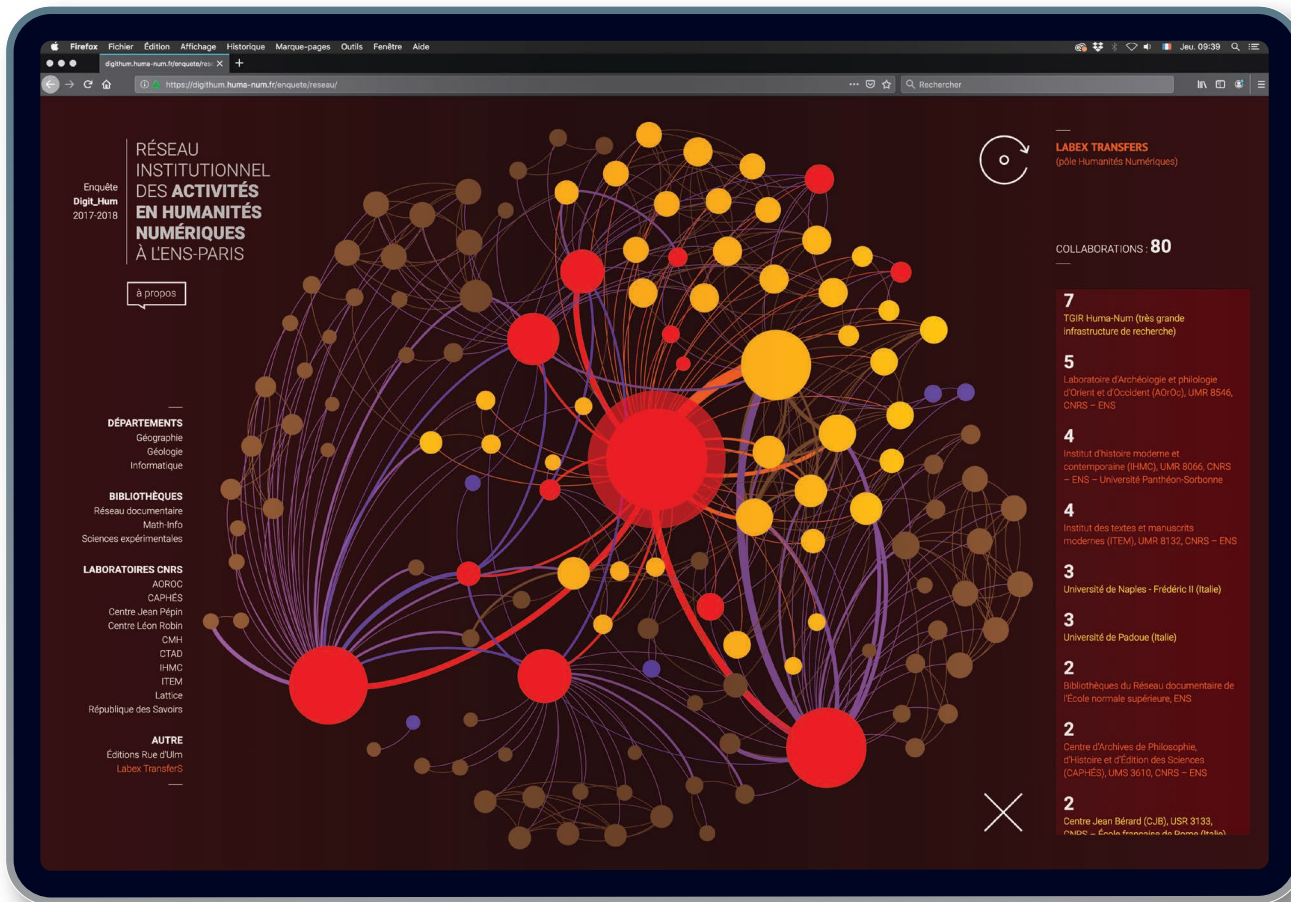 Firefox Fichier Édition Affichage Historique Marque-pages Outils Fenêtre Aide
Jeu. 09:39
digithum.huma-num.fr/enquete/rese
https://digithum.huma-num.fr/enquete/reseau/
Rechercher
Enquête
Digit_Hum
2017-2018
RÉSEAU
INSTITUTIONNEL
DES ACTIVITÉS
EN HUMANITÉS
NUMÉRIQUES
À L'ENS-PARIS
à propos
DÉPARTEMENTS
Géographie
Géologie
Informatique
BIBLIOTHÈQUES
Réseau documentaire
Math-Info
Sciences expérimentales
LABORATOIRES CNRS
AOROC
CAPHÉS
Centre Jean Pépin
Centre Léon Robin
CMH
CTAD
IHMC
ITEM
Lattice
République des Savoirs
AUTRE
Éditions Rue d'Ulm
Labex TransferS
LABEX TRANSFERS
(pôle Humanités Numériques)
COLLABORATIONS : 80
7
TGIR Huma-Num (très grande
infrastructure de recherche)
5
Laboratoire d'Archéologie et philologie
d'Orient et d'Occident (AOrOc), UMR 8546,
CNRS – ENS
4
Institut d'histoire moderne et
contemporaine (IHMC), UMR 8066, CNRS
– ENS – Université Panthéon-Sorbonne
4
Institut des textes et manuscrits
modernes (ITEM), UMR 8132, CNRS – ENS
3
Université de Naples - Frédéric II (Italie)
3
Université de Padoue (Italie)
2
Bibliothèques du Réseau documentaire de
l'École normale supérieure, ENS
2
Centre d'Archives de Philosophie,
d'Histoire et d'Édition des Sciences
(CAPHÉS), UMS 3610, CNRS – ENS
2
Centre Jean Bérard (CJB), USR 3133,
CNRS – École française de Rome (Italie)